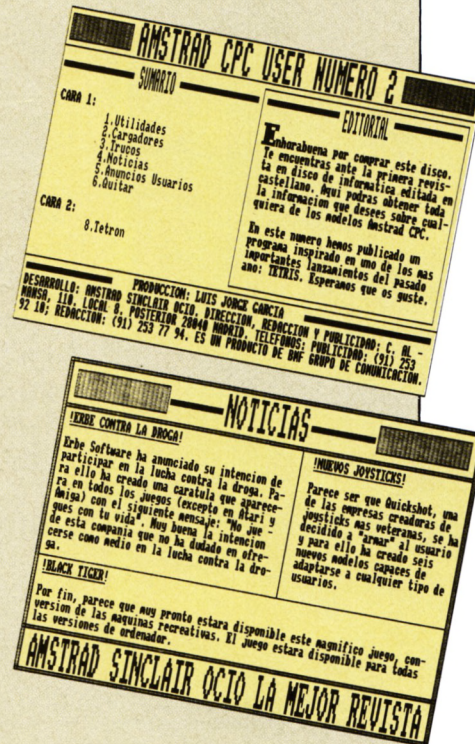 AMSTRAD CPC USER NUMERO 2
SUMARIO
CARA 1:
1.Utilidades
2.Cargadores
3.Trucos
4.Noticias
5.Anuncios Usuarios
6.Quitar
CARA 2:
8.Tetron
EDITORIAL
Enhorabuena por comprar este disco.
Te encuentras ante la primera revis-
ta en disco de informatica editada en
castellano. Aqui podras obtener toda
la informacion que desees sobre cual-
quiera de los modelos Amstrad CPC.
En este numero hemos publicado un
programa inspirado en uno de los mas
importantes lanzamientos del pasado
ano: TETRIS. Esperamos que os guste.
PRODUCCION: LUIS JORGE GARCIA
DESARROLLO: AMSTRAD SINCLAIR OCIO, DIRECCION, REDACCION Y PUBLICIDAD: C. AL -
MANSA, 110. LOCAL 8. POSTERIOR 28040 MADRID. TELEFONOS: PUBLICIDAD: (91) 253
92 18; REDACCION: (91) 253 77 94. ES UN PRODUCTO DE BMF GRUPO DE COMUNICACION.
NOTICIAS
!ERBE CONTRA LA DROGA!
Erbe Software ha anunciado su intencion de
participar en la lucha contra la droga. Pa-
ra ello ha creado una caratula que aparece-
ra en todos los juegos (excepto en Atari y
Amiga) con el siguiente mensaje: "No jue -
gues con tu vida". Muy buena la intencion
de esta compania que no ha dudado en ofre-
cerse como medio en la lucha contra la dro-
ga.
!NUEVOS JOYSTICKS!
Parece ser que Quickshot, una
de las empresas creadoras de
joysticks mas veteranas, se ha
decidido a "armar" al usuario
y para ello ha creado seis
nuevos modelos capaces de
adaptarse a cualquier tipo de
usuarios.
!BLACK TIGER!
Por fin, parece que muy pronto estara disponible este magnifico juego, con-
version de las maquinas recreativas. El juego estara disponible para todas
las versiones de ordenador.
AMSTRAD SINCLAIR OCIO LA MEJOR REVISTA